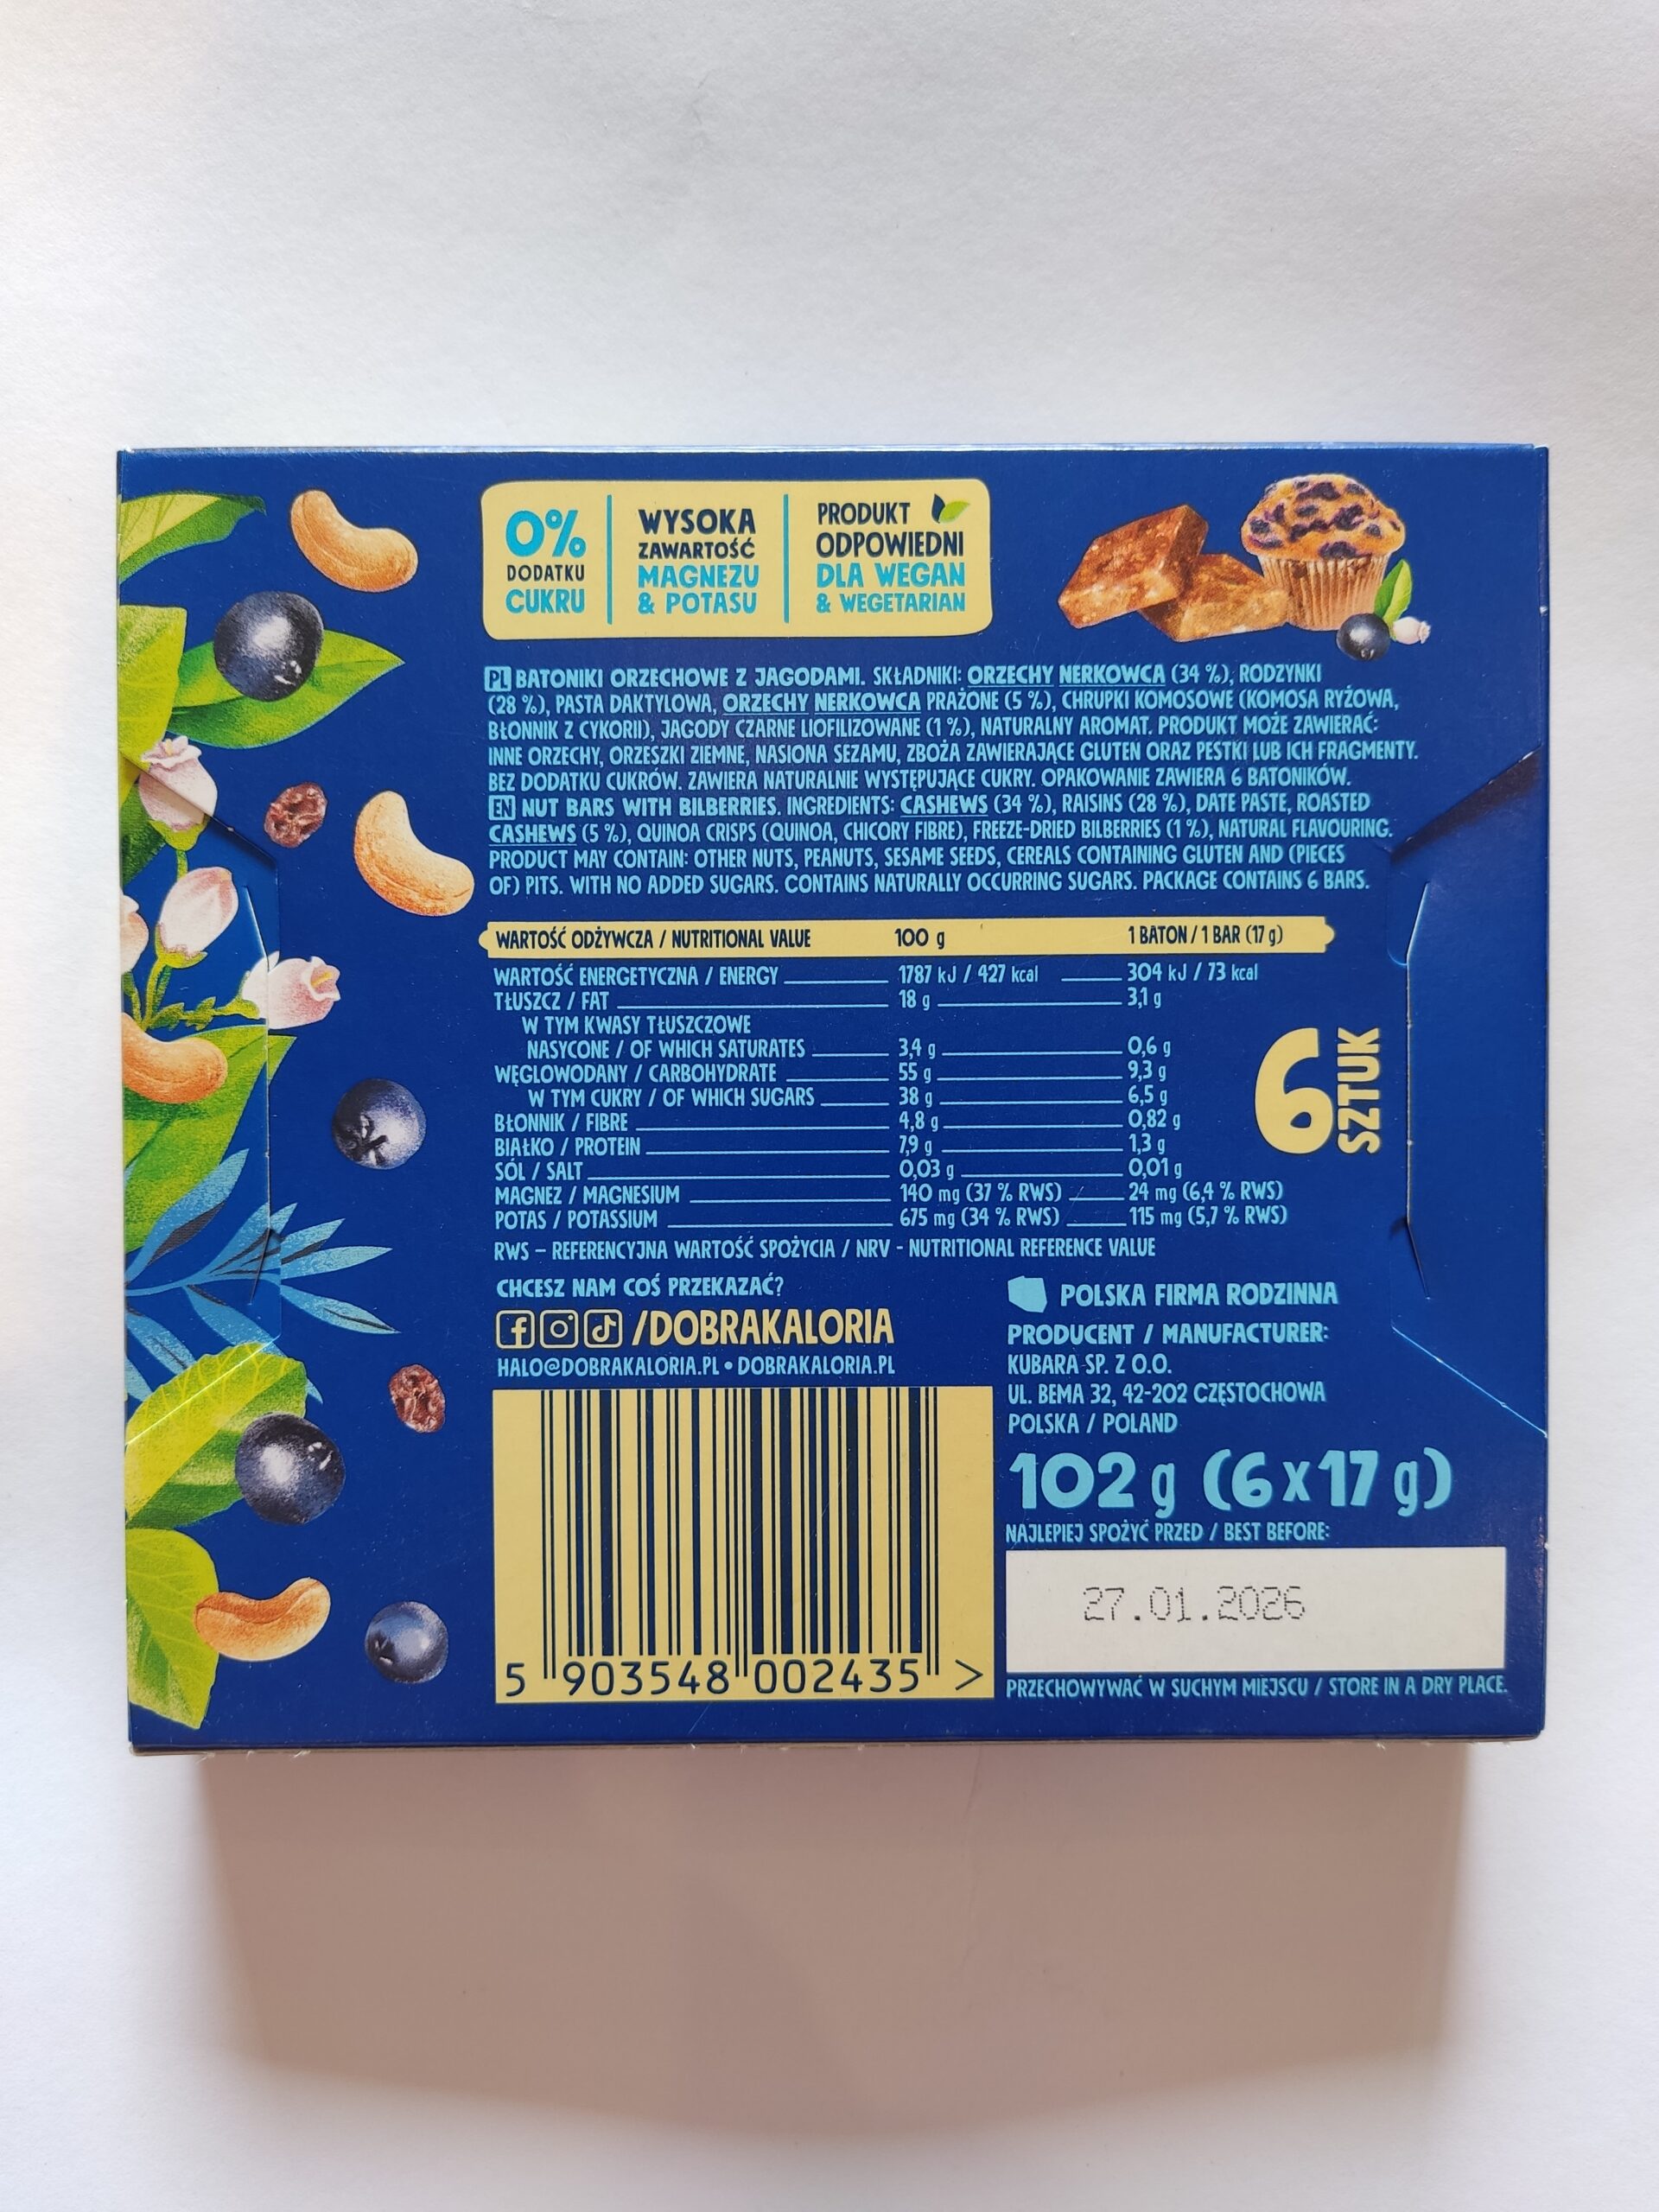 0%
DODATKU
CUKRU
WYSOKA
ZAWARTOŚĆ
MAGNEZU
& POTASU
PRODUKT
ODPOWIEDNI
DLA WEGAN
& WEGETARIAN
PL BATONIKI ORZECHOWE Z JAGODAMI. SKŁADNIKI: ORZECHY NERKOWCA (34 %), RODZYNKI
(28 %), PASTA DAKTYLOWA, ORZECHY NERKOWCA PRAŻONE (5 %), CHRUPKI KOMOSOWE (KOMOSA RYŻOWA,
BŁONNIK Z CYKORII), JAGODY CZARNE LIOFILIZOWANE (1 %), NATURALNY AROMAT. PRODUKT MOŻE ZAWIERAĆ:
INNE ORZECHY, ORZESZKI ZIEMNE, NASIONA SEZAMU, ZBOŻA ZAWIERAJĄCE GLUTEN ORAZ PESTKI LUB ICH FRAGMENTY.
BEZ DODATKU CUKRÓW. ZAWIERA NATURALNIE WYSTĘPUJĄCE CUKRY. OPAKOWANIE ZAWIERA 6 BATONIKÓW.
EN NUT BARS WITH BILBERRIES. INGREDIENTS: CASHEWS (34 %), RAISINS (28 %), DATE PASTE, ROASTED
CASHEWS (5 %), QUINOA CRISPS (QUINOA, CHICORY FIBRE), FREEZE-DRIED BILBERRIES (1 %), NATURAL FLAVOURING.
PRODUCT MAY CONTAIN: OTHER NUTS, PEANUTS, SESAME SEEDS, CEREALS CONTAINING GLUTEN AND (PIECES
OF) PITS. WITH NO ADDED SUGARS. CONTAINS NATURALLY OCCURRING SUGARS. PACKAGE CONTAINS 6 BARS.
WARTOŚĆ ODŻYWCZA / NUTRITIONAL VALUE 100 g 1 BATON / 1 BAR (17 g)
WARTOŚĆ ENERGETYCZNA / ENERGY 1787 kJ / 427 kcal 304 kJ / 73 kcal
TŁUSZCZ / FAT 18 g 3,1 g
W TYM KWASY TŁUSZCZOWE
NASYCONE / OF WHICH SATURATES 3,4 g 0,6 g
WĘGLOWODANY / CARBOHYDRATE 55 g 9,3 g
W TYM CUKRY / OF WHICH SUGARS 38 g 6,5 g
BŁONNIK / FIBRE 4,8 g 0,82 g
BIAŁKO / PROTEIN 7,9 g 1,3 g
SÓL / SALT 0,03 g 0,01 g
MAGNEZ / MAGNESIUM 140 mg (37 % RWS) 24 mg (6,4 % RWS)
POTAS / POTASSIUM 675 mg (34 % RWS) 115 mg (5,7 % RWS)
RWS – REFERENCYJNA WARTOŚĆ SPOŻYCIA / NRV - NUTRITIONAL REFERENCE VALUE
6 SZTUK
CHCESZ NAM COŚ PRZEKAZAĆ?
/DOBRAKALORIA
HALO@DOBRAKALORIA.PL • DOBRAKALORIA.PL
5 903548 002435 >
POLSKA FIRMA RODZINNA
PRODUCENT / MANUFACTURER:
KUBARA SP. Z O.O.
UL. BEMA 32, 42-202 CZĘSTOCHOWA
POLSKA / POLAND
102 g (6 x 17 g)
NAJLEPIEJ SPOŻYĆ PRZED / BEST BEFORE:
27.01.2026
PRZECHOWYWAĆ W SUCHYM MIEJSCU / STORE IN A DRY PLACE.